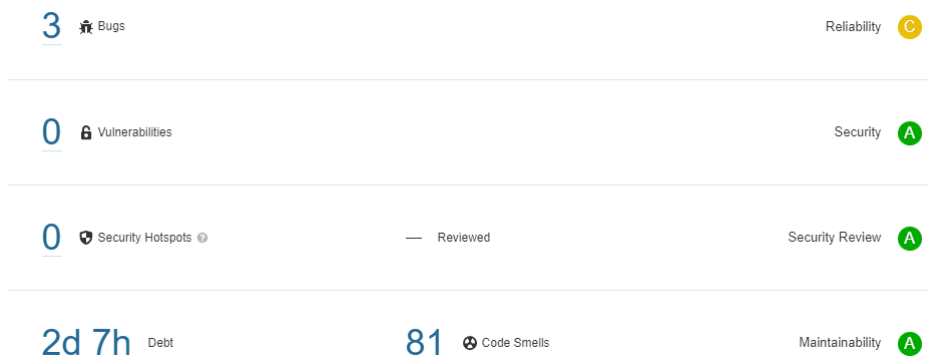 3 Bugs Reliability C
0 Vulnerabilities Security A
0 Security Hotspots ? — Reviewed Security Review A
2d 7h Debt 81 Code Smells Maintainability A